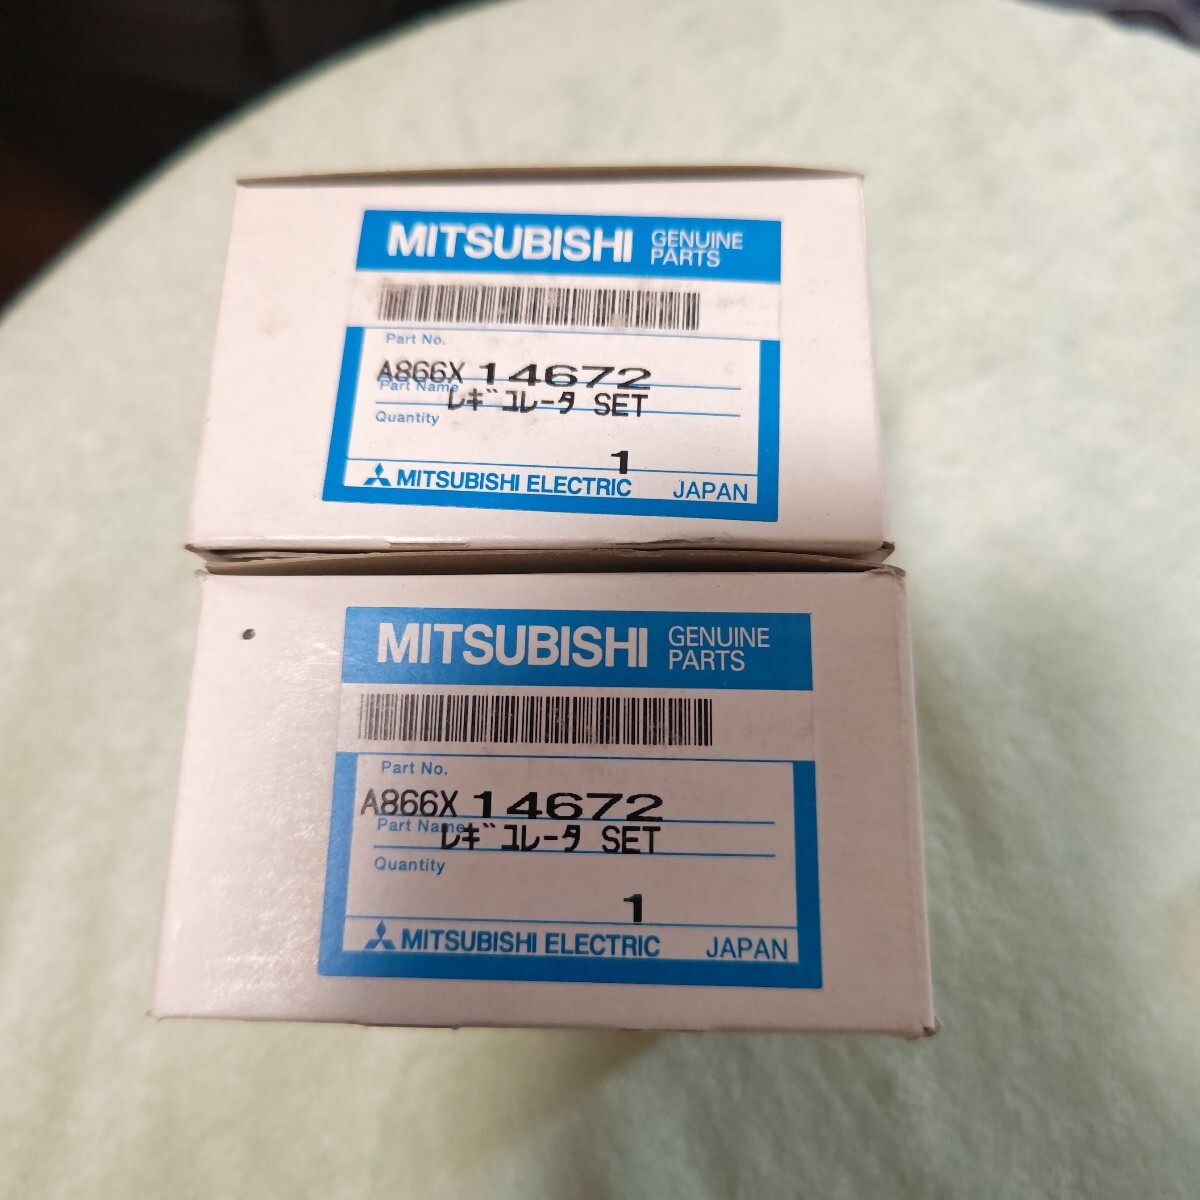 MITSUBISHI GENUINE PARTS
Part No.
A866X 14672
Part Name
ﾚｷﾞﾕﾚｰﾀ SET
Quantity
1
MITSUBISHI ELECTRIC JAPAN
MITSUBISHI GENUINE PARTS
Part No.
A866X 14672
Part Name
ﾚｷﾞﾕﾚｰﾀ SET
Quantity
1
MITSUBISHI ELECTRIC JAPAN